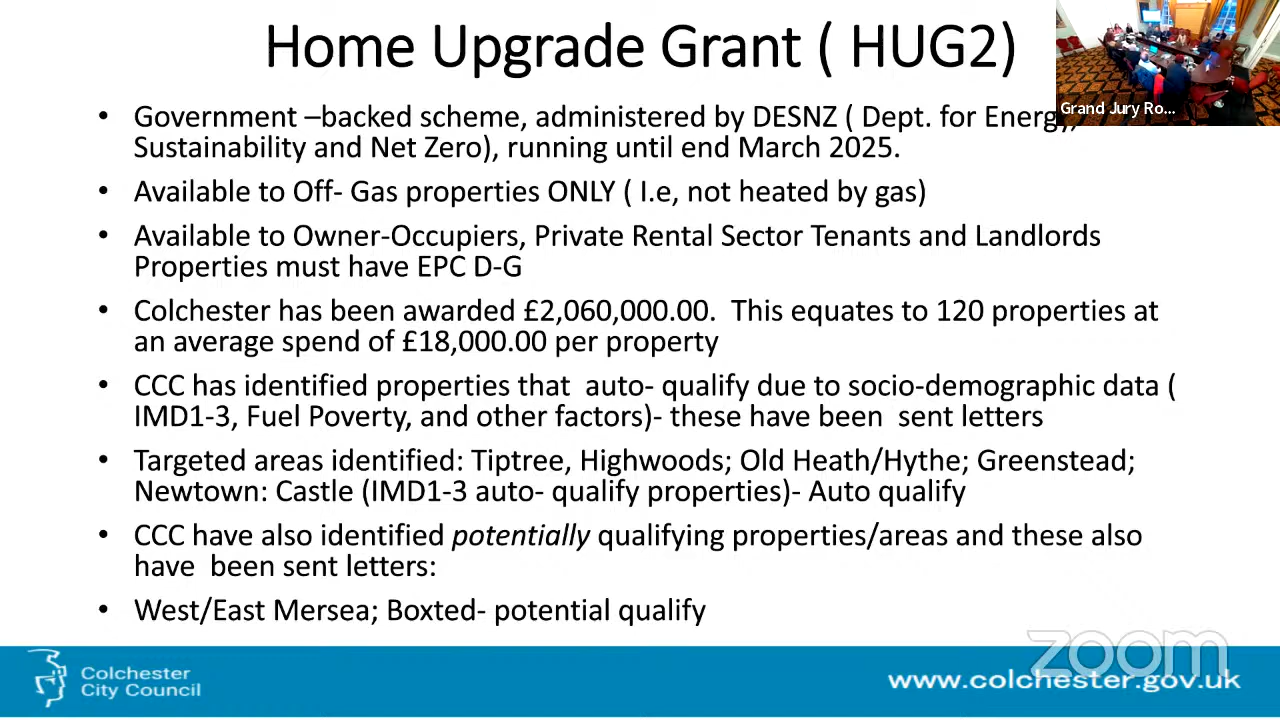 Home Upgrade Grant ( HUG2)
Grand Jury Ro...
• Government –backed scheme, administered by DESNZ ( Dept. for Energy,
Sustainability and Net Zero), running until end March 2025.
• Available to Off- Gas properties ONLY ( I.e, not heated by gas)
• Available to Owner-Occupiers, Private Rental Sector Tenants and Landlords
Properties must have EPC D-G
• Colchester has been awarded £2,060,000.00.  This equates to 120 properties at
an average spend of £18,000.00 per property
• CCC has identified properties that  auto- qualify due to socio-demographic data (
IMD1-3, Fuel Poverty, and other factors)- these have been  sent letters
• Targeted areas identified: Tiptree, Highwoods; Old Heath/Hythe; Greenstead;
Newtown: Castle (IMD1-3 auto- qualify properties)- Auto qualify
• CCC have also identified potentially qualifying properties/areas and these also
have  been sent letters:
• West/East Mersea; Boxted- potential qualify
zoom
Colchester
City Council
www.colchester.gov.uk